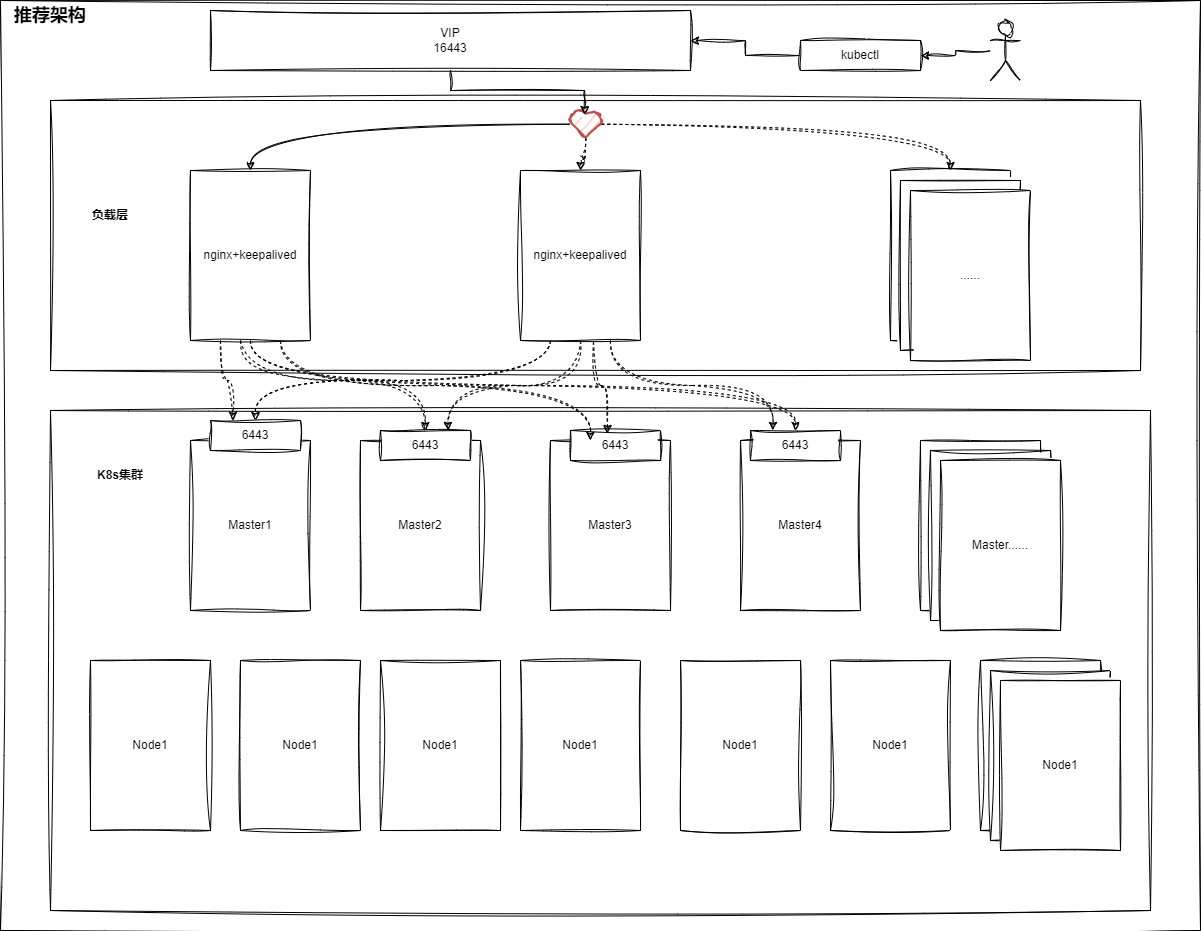 推荐架构
VIP
16443
kubectl
负载层
nginx+keepalived
nginx+keepalived
......
K8s集群
6443
6443
6443
6443
Master1
Master2
Master3
Master4
Master......
Node1
Node1
Node1
Node1
Node1
Node1
Node1